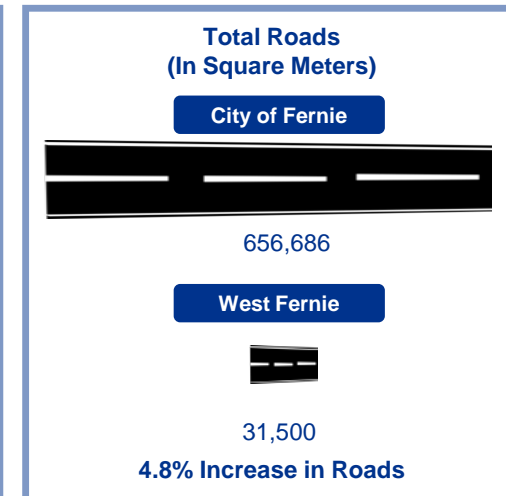 Total Roads
(In Square Meters)
City of Fernie
656,686
West Fernie
31,500
4.8% Increase in Roads